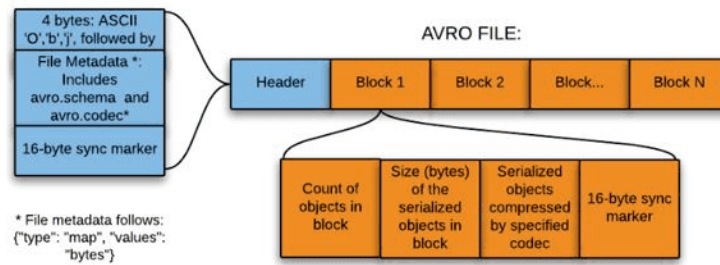 AVRO FILE:
4 bytes: ASCII
'O','b','j', followed by
File Metadata *:
Includes
avro.schema and
avro.codec*
16-byte sync marker
Header
Block 1
Block 2
Block...
Block N
Count of
objects in
block
Size (bytes)
of the
serialized
objects in
block
Serialized
objects
compressed
by specified
codec
16-byte sync
marker
* File metadata follows:
{"type": "map", "values":
"bytes"}